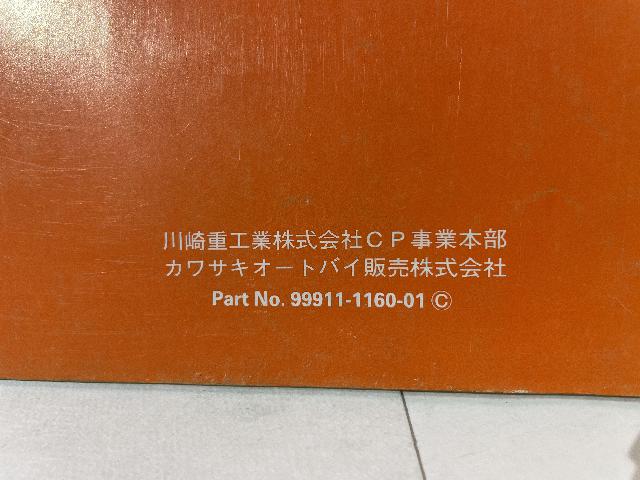 川崎重工業株式会社ＣＰ事業本部
カワサキオートバイ販売株式会社
Part No. 99911-1160-01 ©